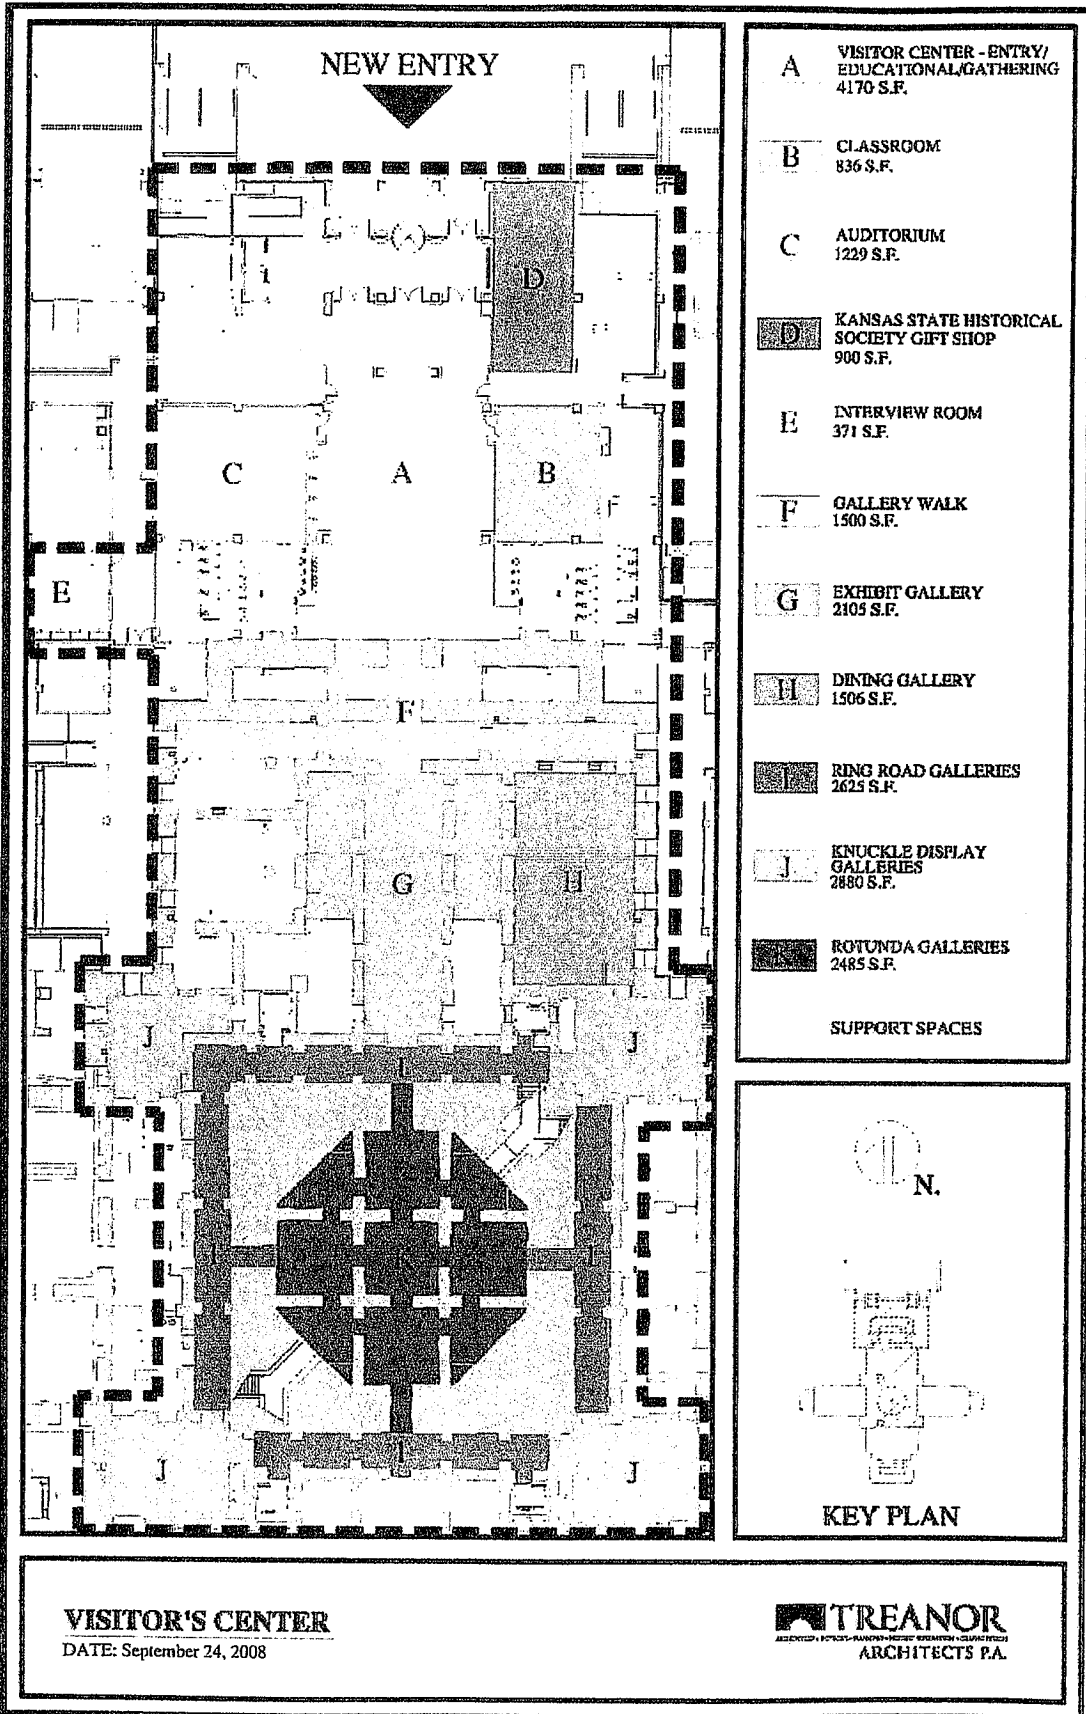 NEW ENTRY
D
C
A
B
E
F
G
H
J
J
I
I
I
K
I
J
J
A
VISITOR CENTER - ENTRY/
EDUCATIONAL/GATHERING
4170 S.F.
B
CLASSROOM
836 S.F.
C
AUDITORIUM
1229 S.F.
D
KANSAS STATE HISTORICAL
SOCIETY GIFT SHOP
900 S.F.
E
INTERVIEW ROOM
371 S.F.
F
GALLERY WALK
1500 S.F.
G
EXHIBIT GALLERY
2105 S.F.
H
DINING GALLERY
1506 S.F.
I
RING ROAD GALLERIES
2625 S.F.
J
KNUCKLE DISPLAY
GALLERIES
2880 S.F.
ROTUNDA GALLERIES
2485 S.F.
SUPPORT SPACES
N.
KEY PLAN
VISITOR'S CENTER
DATE: September 24, 2008
TREANOR
ARCHITECTS P.A.